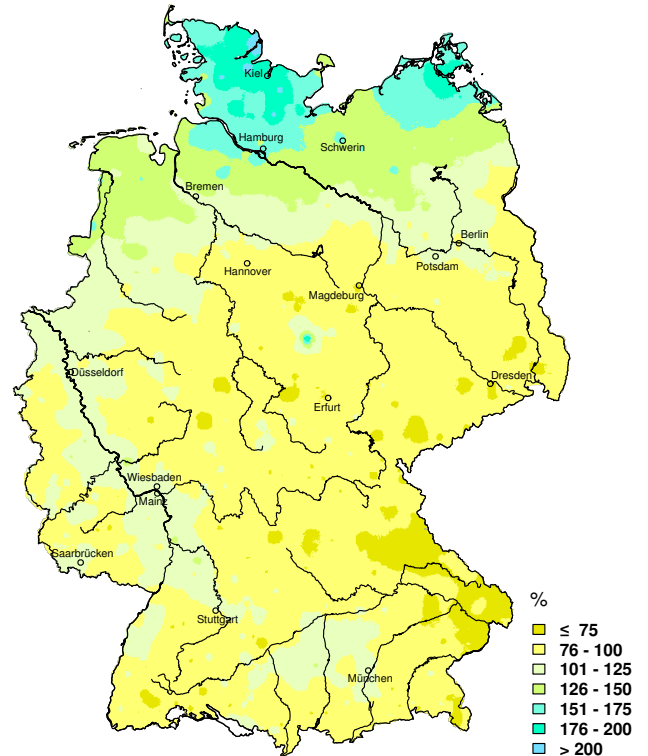 Kiel
Hamburg
Schwerin
Bremen
Berlin
Hannover
Potsdam
Magdeburg
Düsseldorf
Dresden
Erfurt
Wiesbaden
Mainz
Saarbrücken
Stuttgart
München
%
≤ 75
76 - 100
101 - 125
126 - 150
151 - 175
176 - 200
> 200